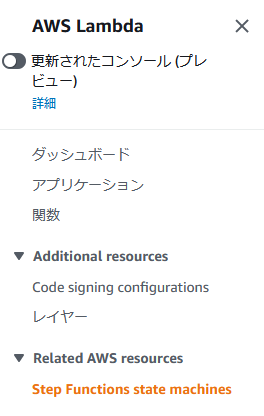 AWS Lambda
更新されたコンソール (プレ
ビュー)
詳細
ダッシュボード
アプリケーション
関数
Additional resources
Code signing configurations
レイヤー
Related AWS resources
Step Functions state machines